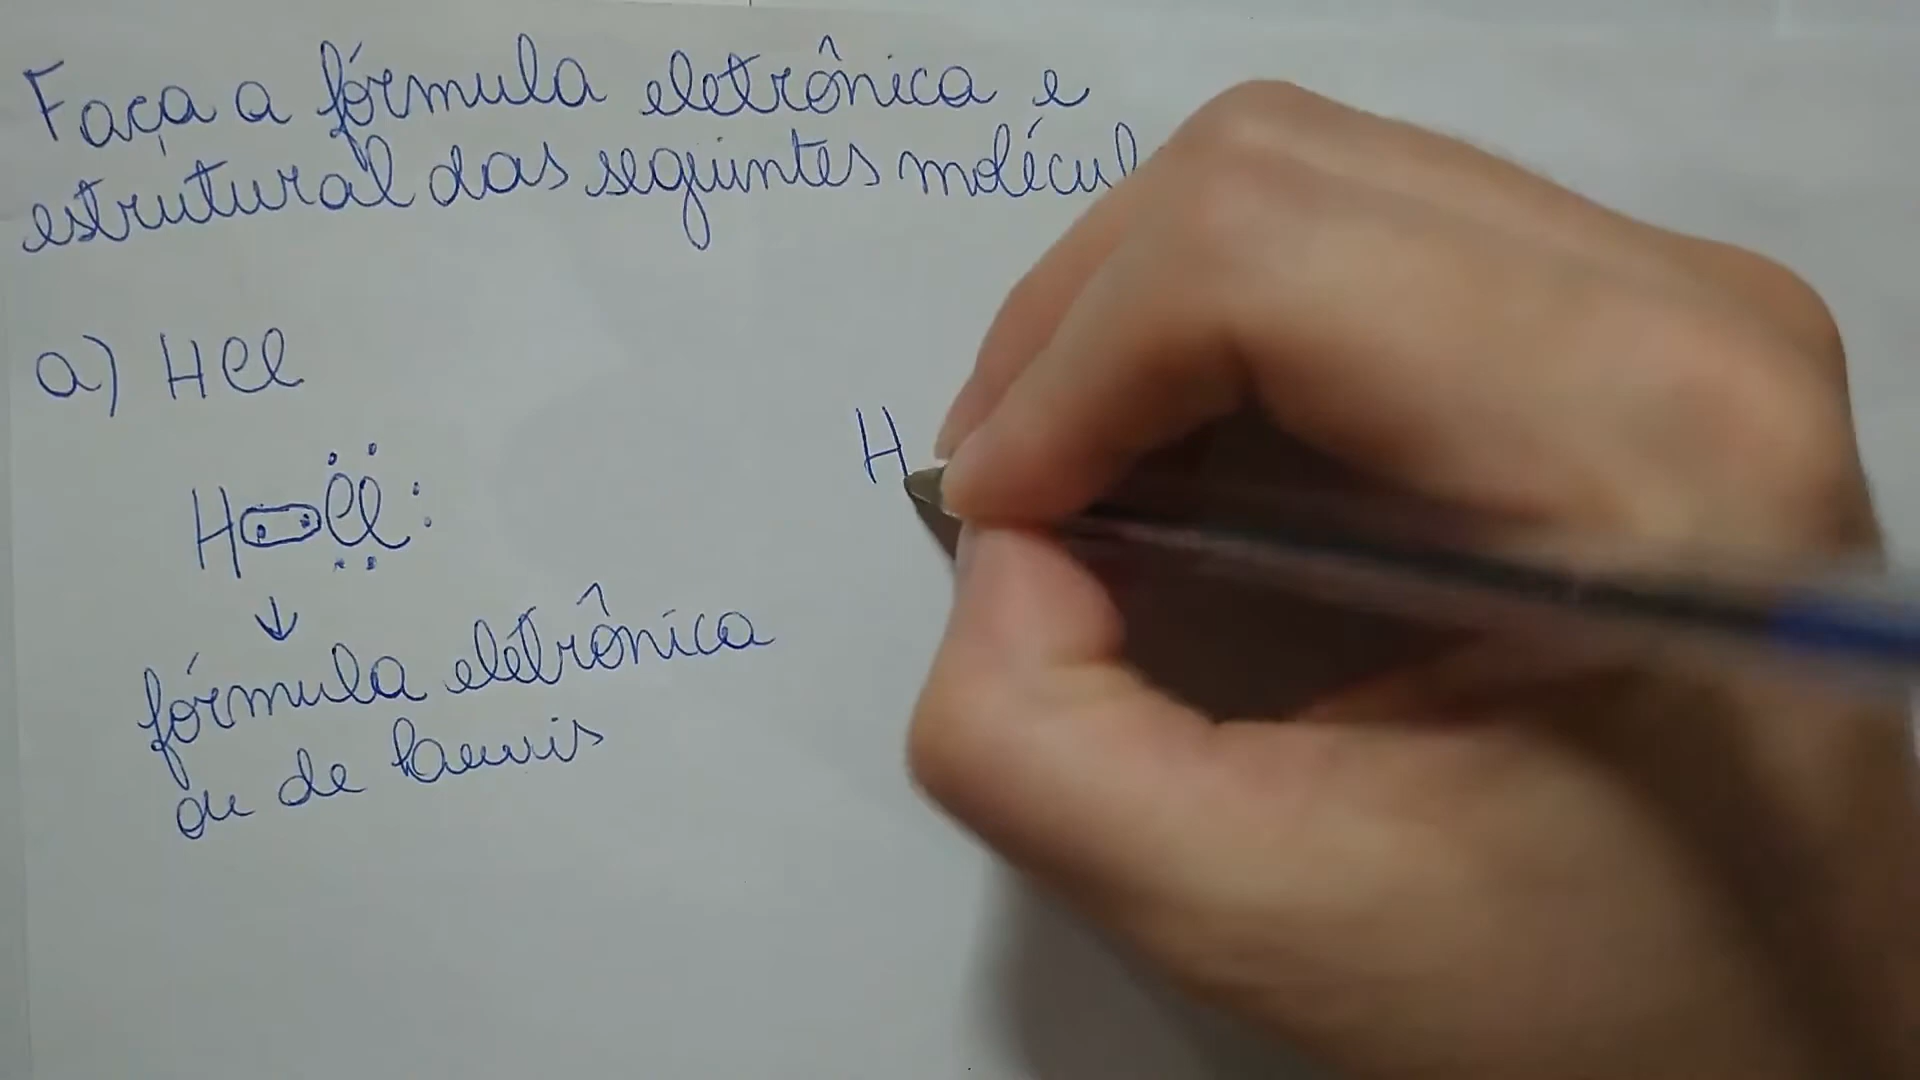 Faça a fórmula eletrônica e
estrutural das seguintes molécul
a) HCl
H Cl
H
fórmula eletrônica
ou de Lewis